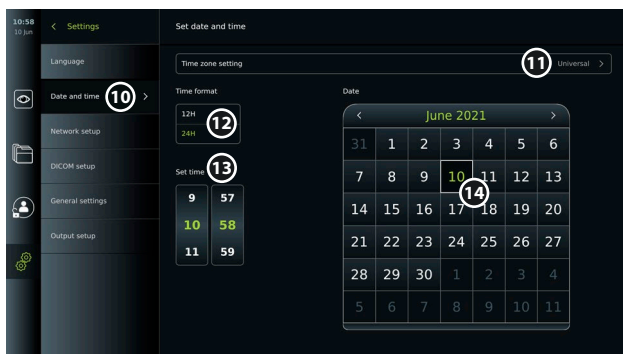 10:58
10 Jun
Settings
Set date and time
Language
Time zone setting
11
Universal
Date and time
10
Time format
Date
12H
24H
12
June 2021
Network setup
31 1 2 3 4 5 6
DICOM setup
Set time
13
7 8 9 10 11 12 13
14
General settings
9 57
10 58
11 59
14 15 16 17 18 19 20
Output setup
21 22 23 24 25 26 27
28 29 30 1 2 3 4
5 6 7 8 9 10 11